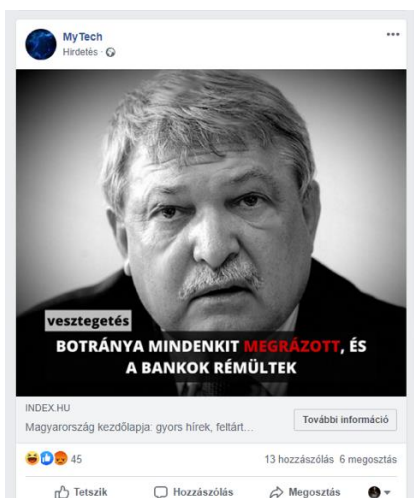 MyTech
Hirdetés ·
vesztegetés
BOTRÁNYA MINDENKIT MEGRÁZOTT, ÉS
A BANKOK RÉMÜLTEK
INDEX.HU
Magyarország kezdőlapja: gyors hírek, feltárt...
További információ
45
13 hozzászólás 6 megosztás
Tetszik
Hozzászólás
Megosztás